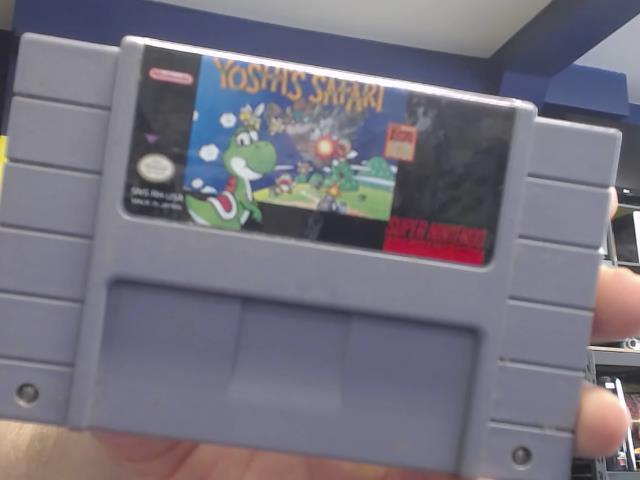 Nintendo
YOSHI'S SAFARI
SNS-RH-USA
MADE IN JAPAN
SUPER NINTENDO